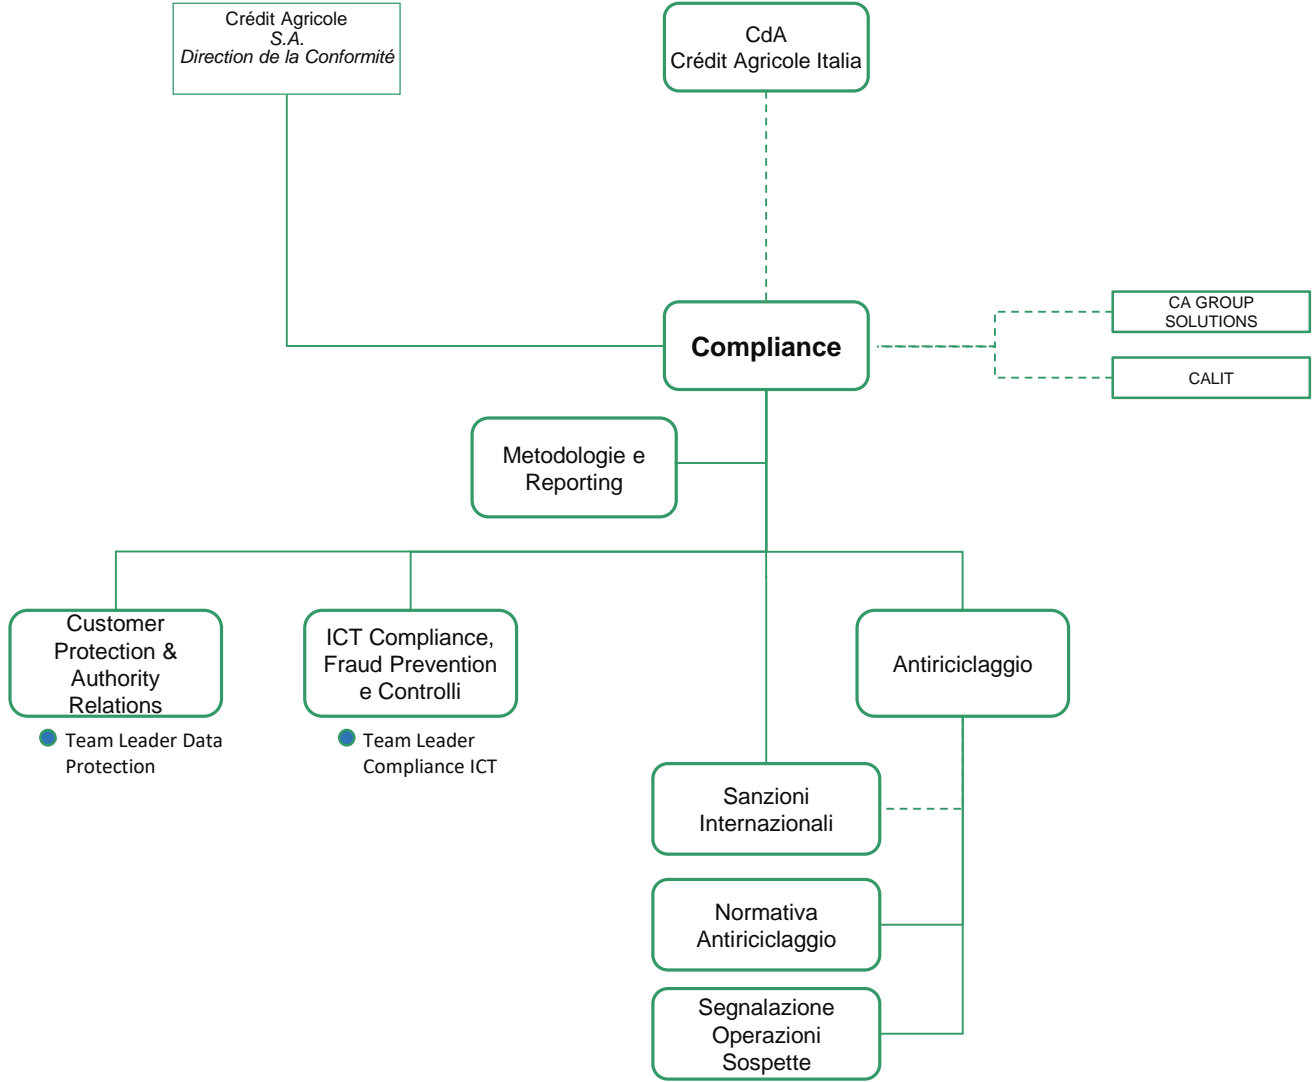 Crédit Agricole
S.A.
Direction de la Conformité
CdA
Crédit Agricole Italia
Compliance
CA GROUP
SOLUTIONS
CALIT
Metodologie e
Reporting
Customer
Protection &
Authority
Relations
Team Leader Data
Protection
ICT Compliance,
Fraud Prevention
e Controlli
Team Leader
Compliance ICT
Antiriciclaggio
Sanzioni
Internazionali
Normativa
Antiriciclaggio
Segnalazione
Operazioni
Sospette